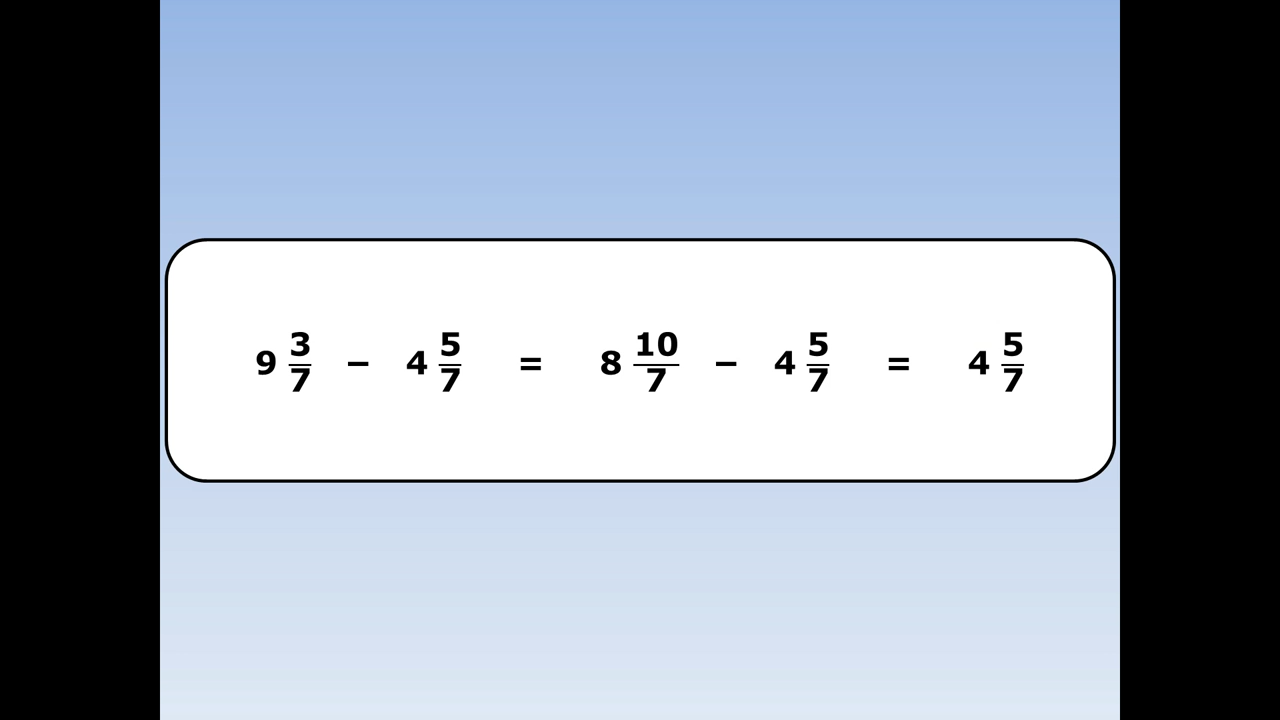 9 3/7 – 4 5/7 = 8 10/7 – 4 5/7 = 4 5/7